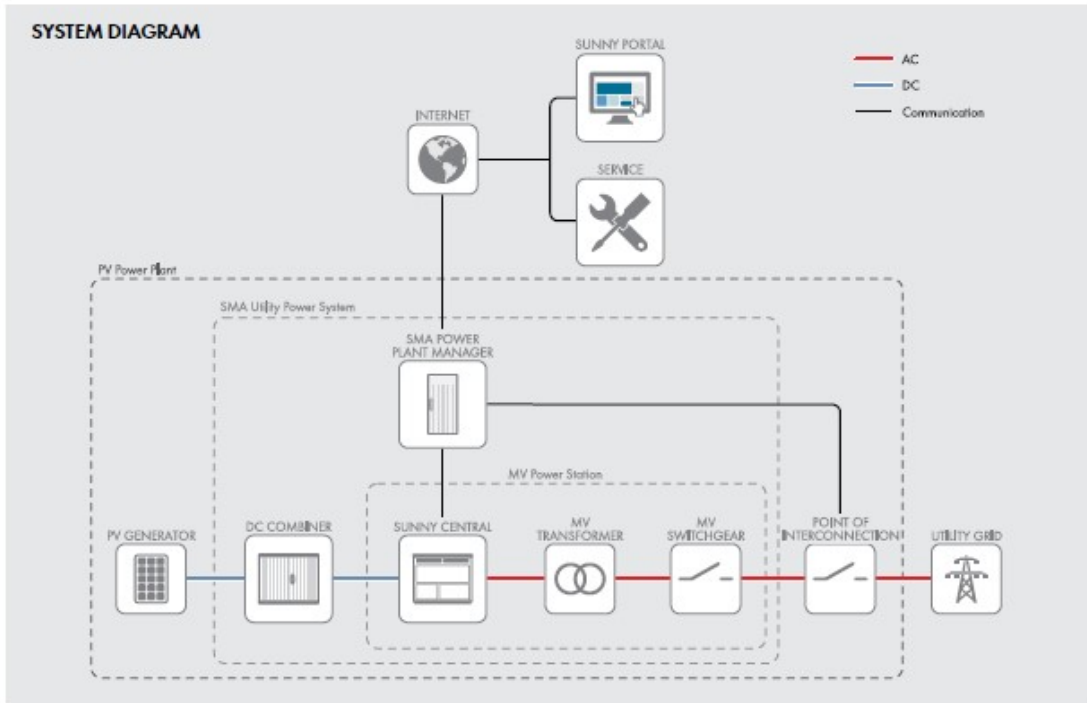 SYSTEM DIAGRAM
SUNNY PORTAL
AC
DC
Communication
INTERNET
SERVICE
PV Power Plant
SMA Utility Power System
SMA POWER
PLANT MANAGER
MV Power Station
PV GENERATOR
DC COMBINER
SUNNY CENTRAL
MV
TRANSFORMER
MV
SWITCHGEAR
POINT OF
INTERCONNECTION
UTILITY GRID